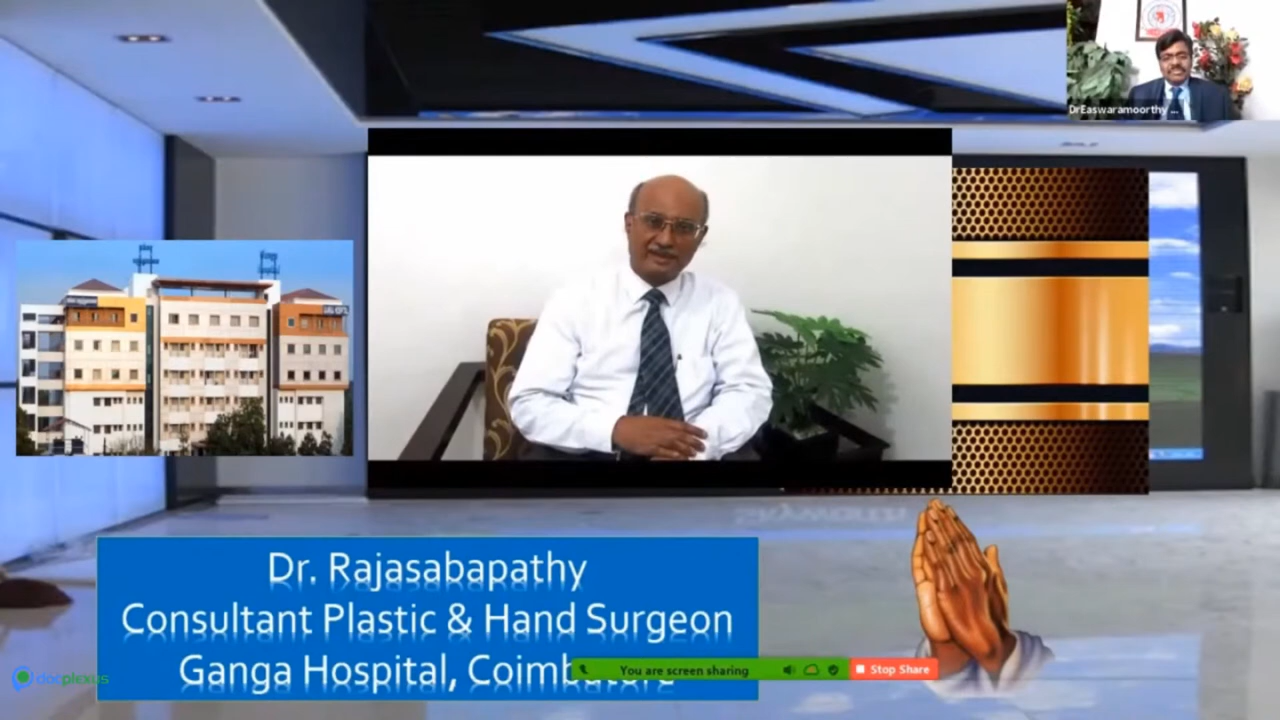 DrEaswaramoorthy ...
Dr. Rajasabapathy
Consultant Plastic & Hand Surgeon
Ganga Hospital, Coimbatore
You are screen sharing
Stop Share
docplexus